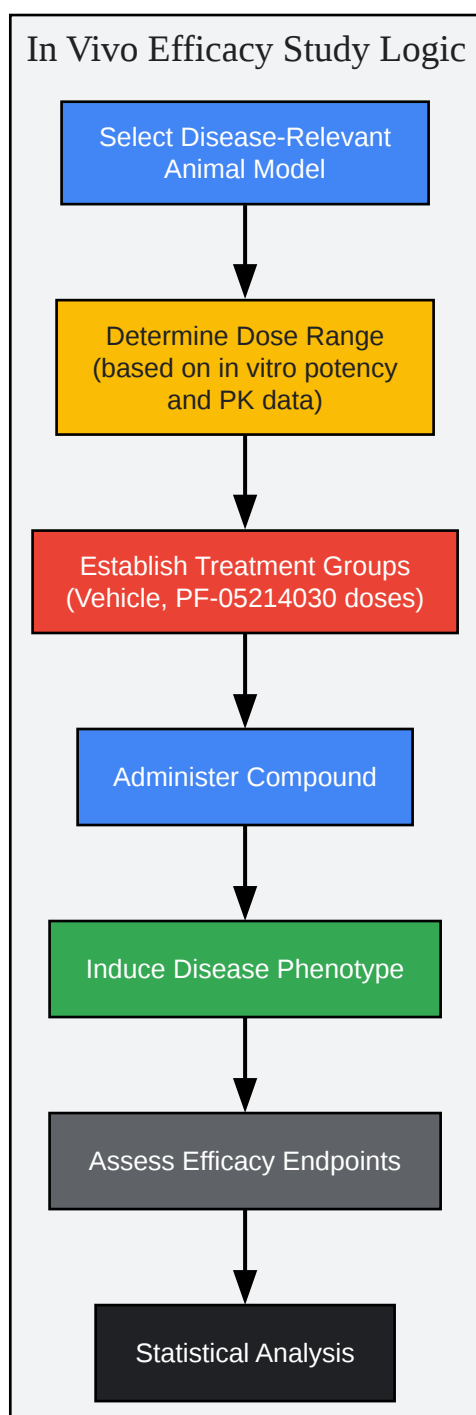 In Vivo Efficacy Study Logic
Select Disease-Relevant
Animal Model
Determine Dose Range
(based on in vitro potency
and PK data)
Establish Treatment Groups
(Vehicle, PF-05214030 doses)
Administer Compound
Induce Disease Phenotype
Assess Efficacy Endpoints
Statistical Analysis